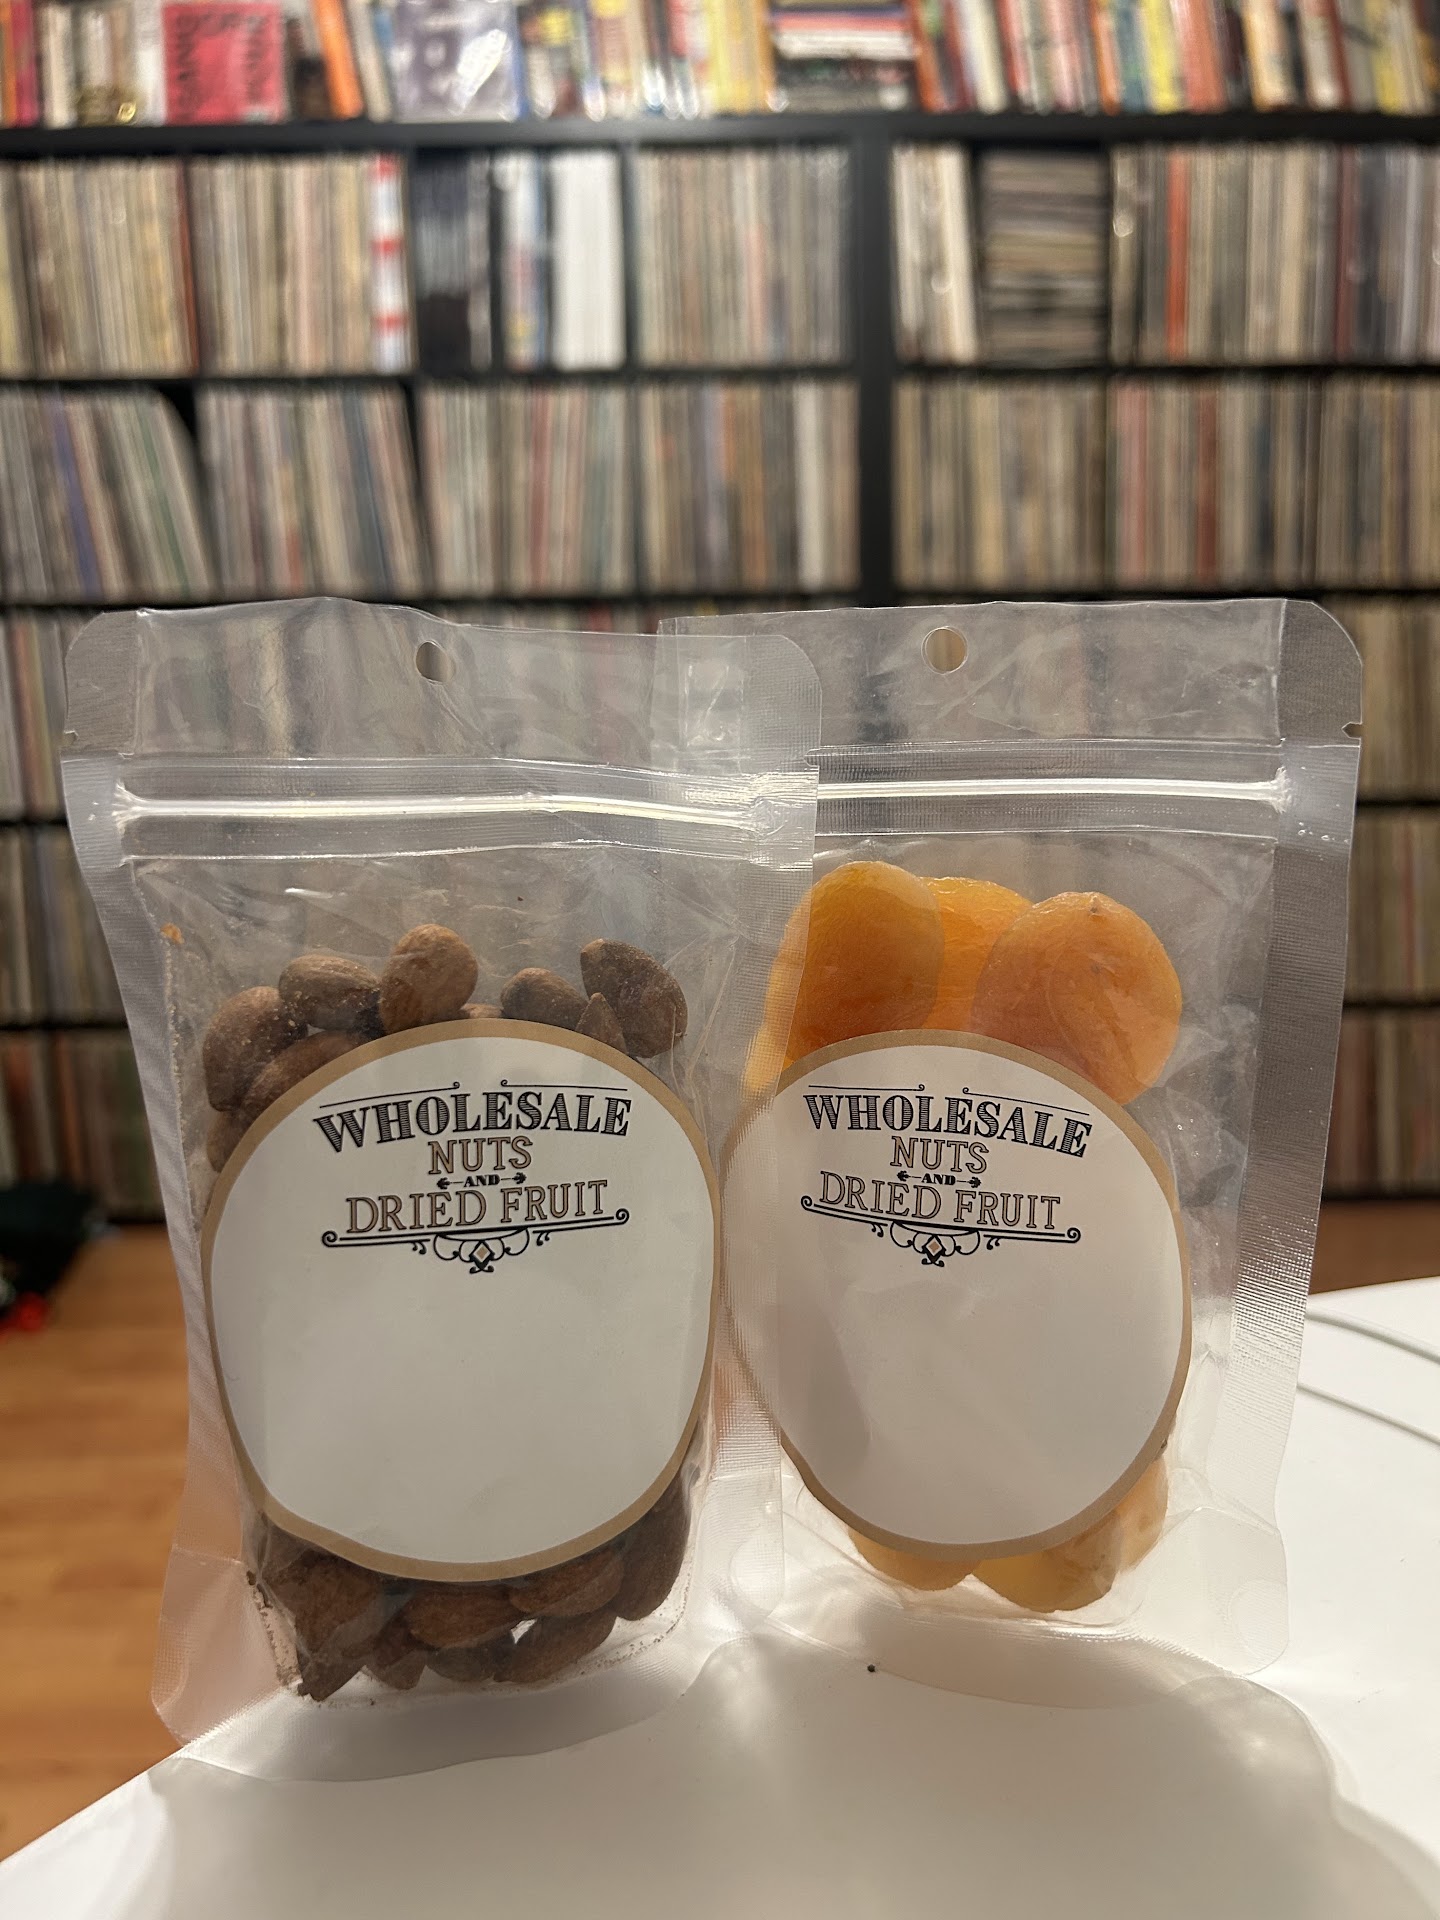 WHOLESALE
NUTS
AND
DRIED FRUIT
WHOLESALE
NUTS
AND
DRIED FRUIT